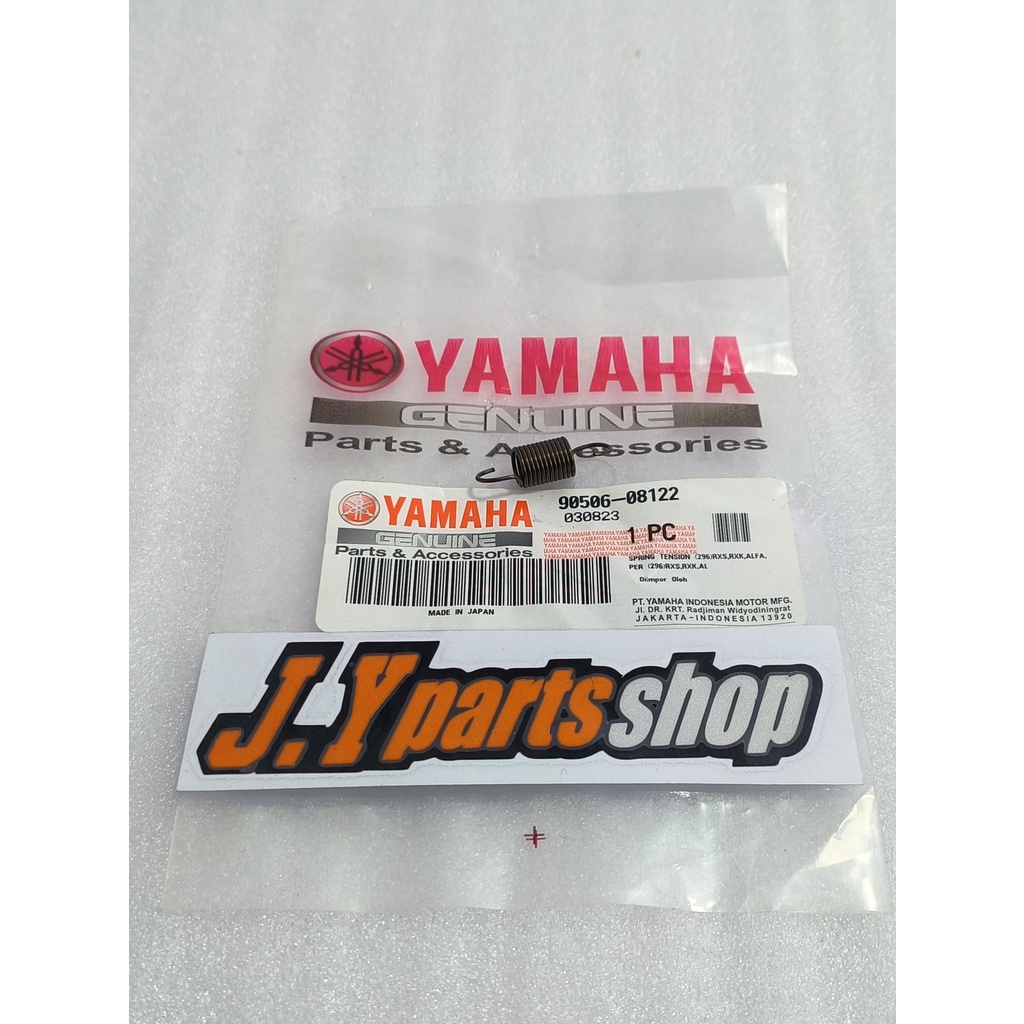 YAMAHA
GENUINE
Parts & Accessories
YAMAHA
GENUINE
Parts & Accessories
MADE IN JAPAN
90506-08122
030823
1 PC
SPRING TENSION (296)RXS,RXK,ALFA,
PER (296)RXS,RXK,AL
Diimpor Oleh
PT. YAMAHA INDONESIA MOTOR MFG.
Jl. DR. KRT. Radjiman Widyodiningrat
JAKARTA-INDONESIA 13920
J.Y parts shop